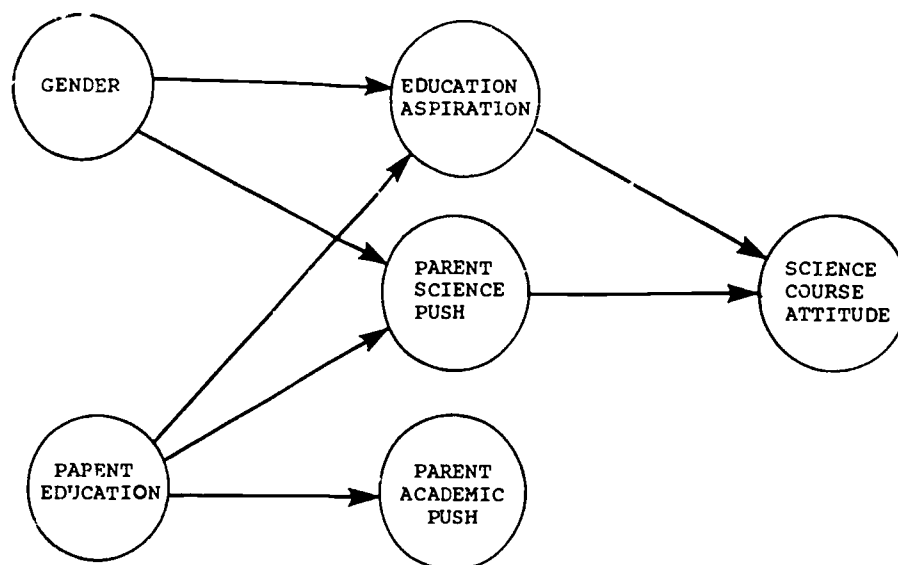 GENDER
EDUCATION
ASPIRATION
PARENT
SCIENCE
PUSH
SCIENCE
COURSE
ATTITUDE
PAPENT
EDUCATION
PARENT
ACADEMIC
PUSH